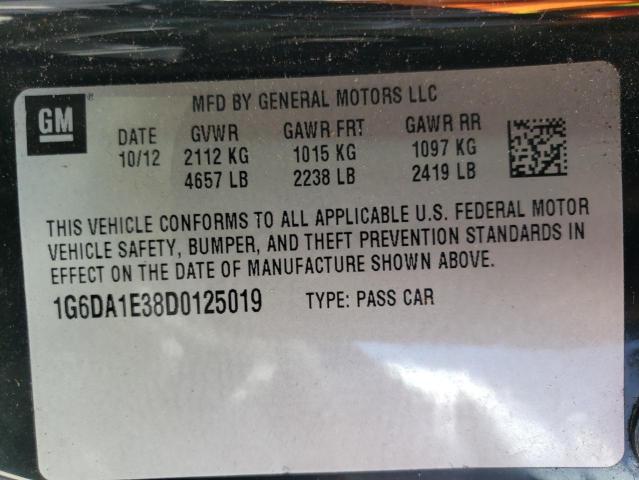 GM ® MFD BY GENERAL MOTORS LLC
DATE GVWR GAWR FRT GAWR RR
10/12 2112 KG 1015 KG 1097 KG
4657 LB 2238 LB 2419 LB
THIS VEHICLE CONFORMS TO ALL APPLICABLE U.S. FEDERAL MOTOR
VEHICLE SAFETY, BUMPER, AND THEFT PREVENTION STANDARDS IN
EFFECT ON THE DATE OF MANUFACTURE SHOWN ABOVE.
1G6DA1E38D0125019 TYPE: PASS CAR